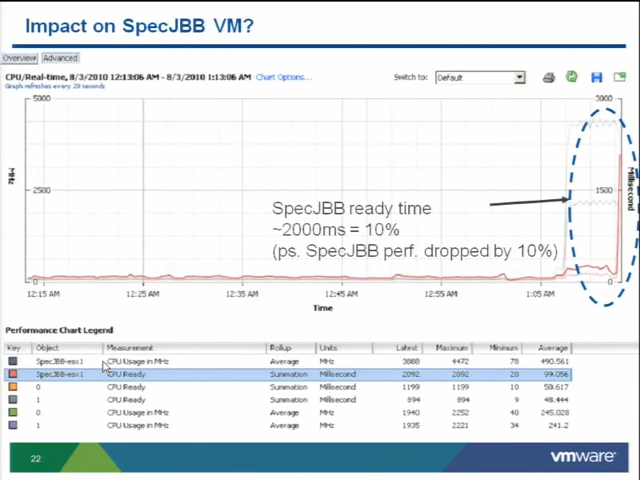 Impact on SpecJBB VM?
Overview Advanced
CPU/Real-time, 8/3/2010 12:13:06 AM - 8/3/2010 1:13:06 AM Chart Options... Switch to: Default
Graph refreshes every 20 seconds
5000 3000
MHz
2500 1500
Millisecond
SpecJBB ready time
~2000ms = 10%
(ps. SpecJBB perf. dropped by 10%)
0 0
12:15 AM 12:25 AM 12:35 AM 12:45 AM 12:55 AM 1:05 AM
Time
Performance Chart Legend
Key Object Measurement Rollup Units Latest Maximum Minimum Average
SpecJBB-esx1 CPU Usage in MHz Average MHz 3888 4472 78 490.561
SpecJBB-esx1 CPU Ready Summation Millisecond 2092 2092 20 99.056
0 CPU Ready Summation Millisecond 1199 1199 10 50.617
1 CPU Ready Summation Millisecond 894 894 9 48.444
0 CPU Usage in MHz Average MHz 1940 2252 40 245.028
1 CPU Usage in MHz Average MHz 1935 2221 34 241.2
22 vmware